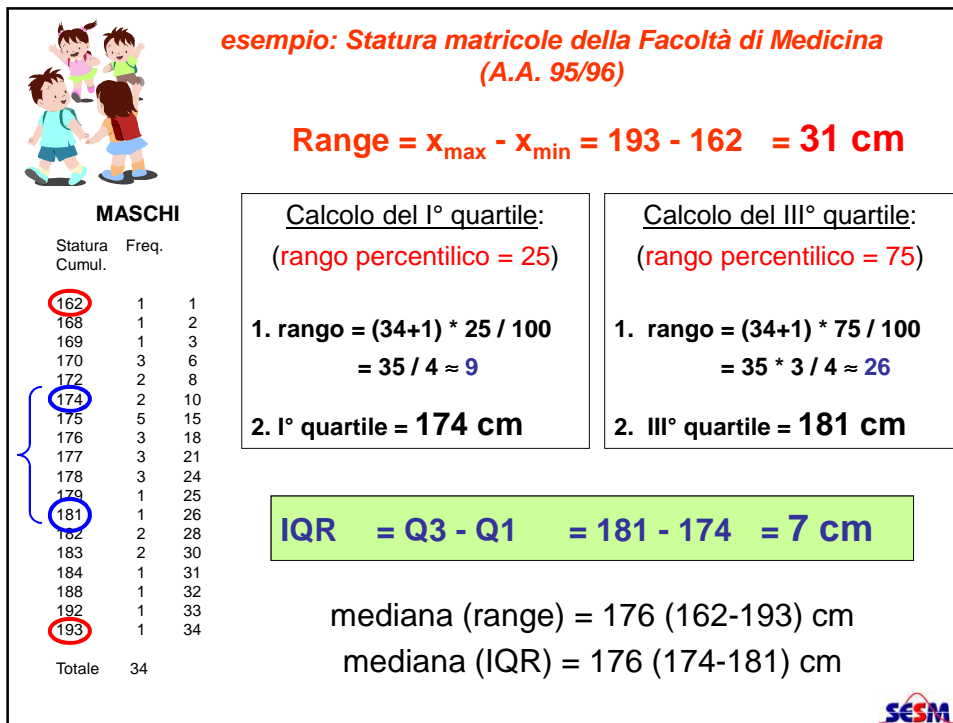 esempio: Statura matricole della Facoltà di Medicina
(A.A. 95/96)
Range = xmax - xmin = 193 - 162 = 31 cm
MASCHI
Statura Freq.
Cumul.
162 1 1
168 1 2
169 1 3
170 3 6
172 2 8
174 2 10
175 5 15
176 3 18
177 3 21
178 3 24
179 1 25
181 1 26
182 2 28
183 2 30
184 1 31
188 1 32
192 1 33
193 1 34
Totale 34
Calcolo del I° quartile:
(rango percentilico = 25)
1. rango = (34+1) * 25 / 100
= 35 / 4 ≈ 9
2. I° quartile = 174 cm
Calcolo del III° quartile:
(rango percentilico = 75)
1. rango = (34+1) * 75 / 100
= 35 * 3 / 4 ≈ 26
2. III° quartile = 181 cm
IQR = Q3 - Q1 = 181 - 174 = 7 cm
mediana (range) = 176 (162-193) cm
mediana (IQR) = 176 (174-181) cm
SESM